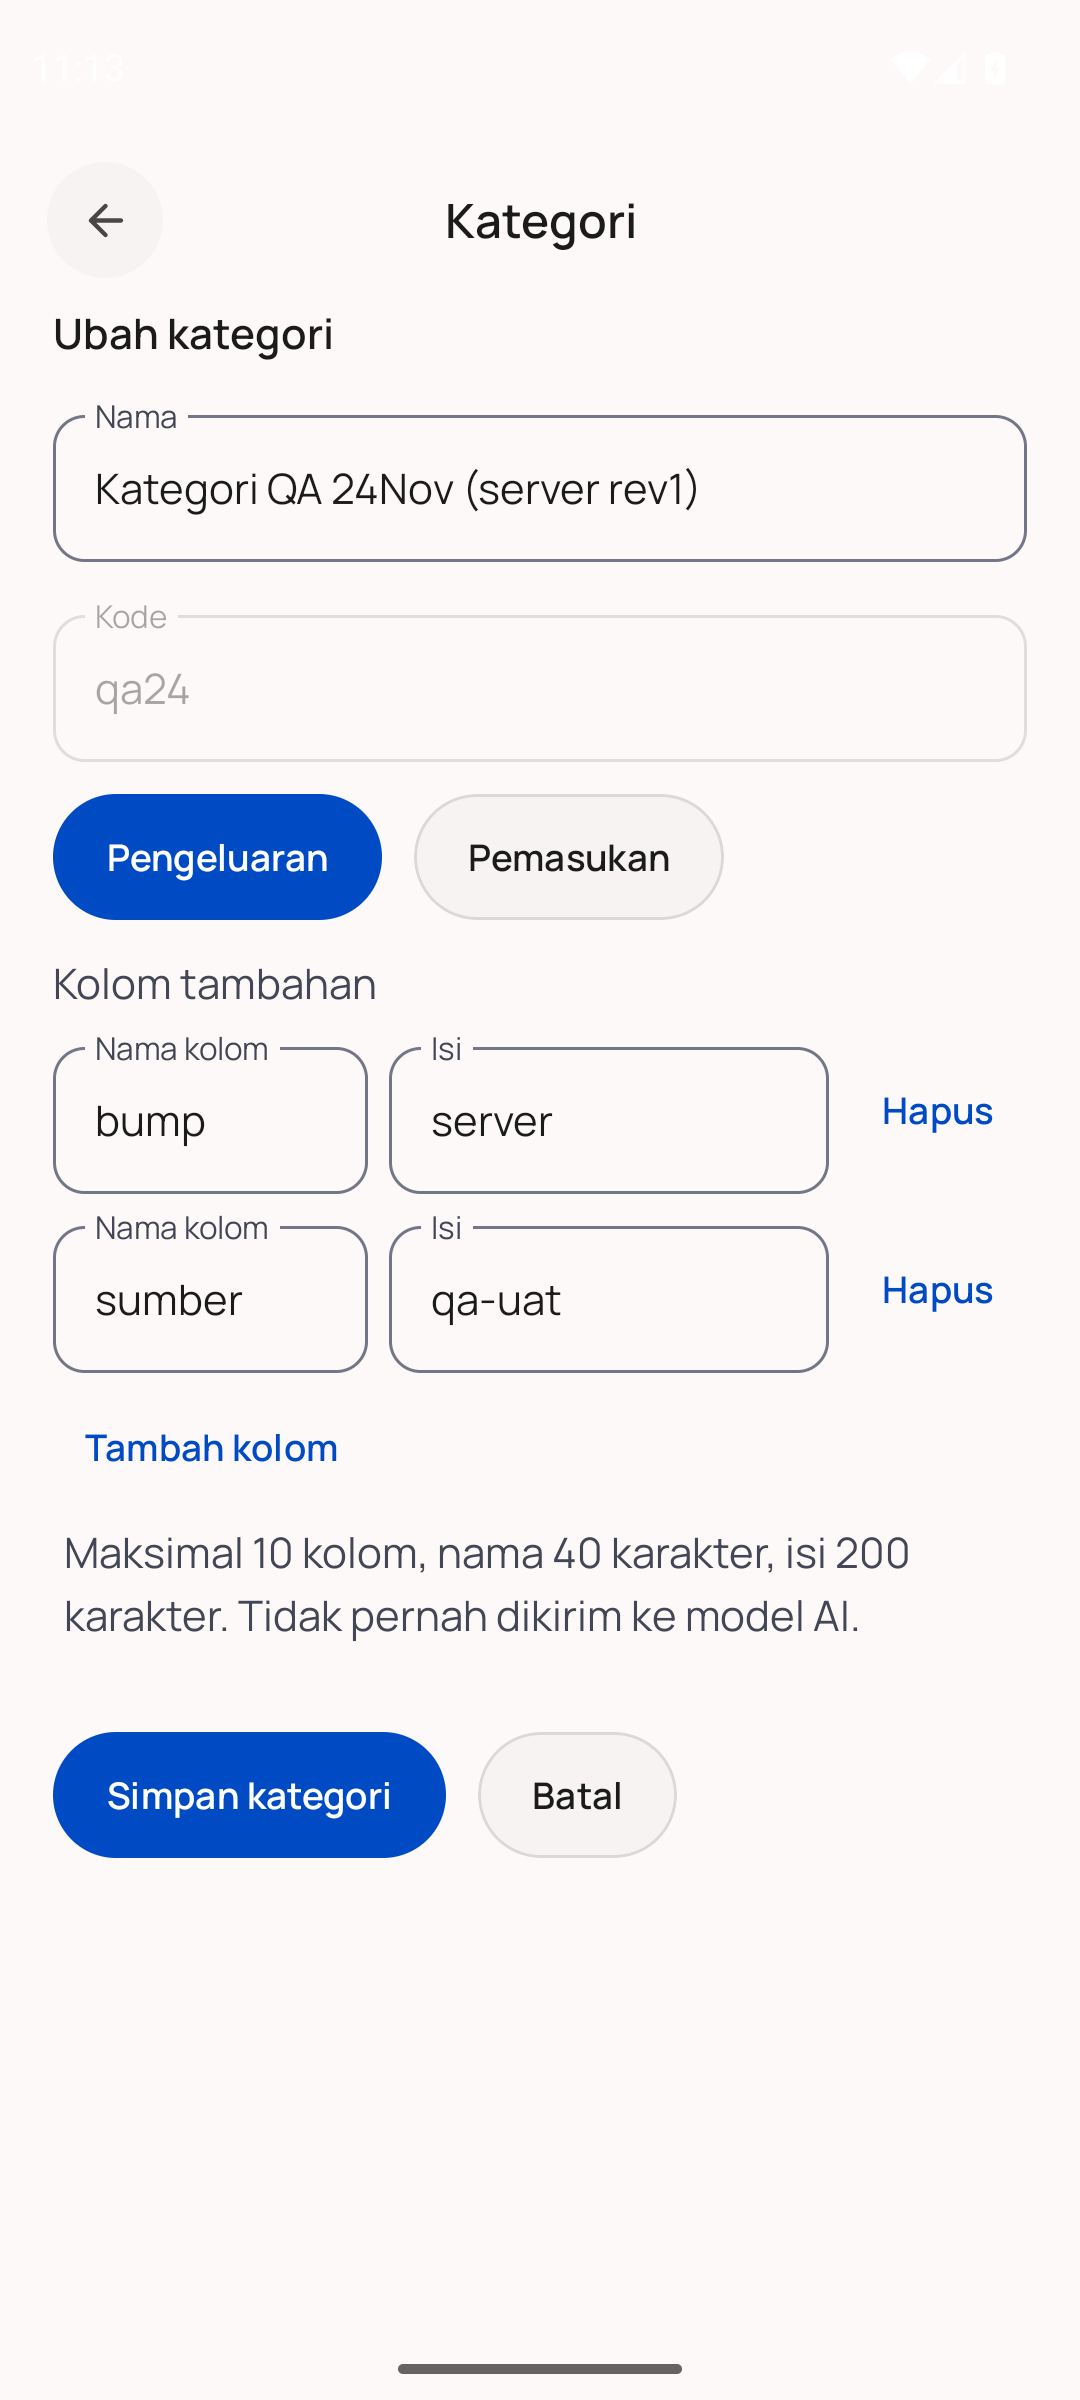 11:13
Kategori
Ubah kategori
Nama
Kategori QA 24Nov (server rev1)
Kode
qa24
Pengeluaran
Pemasukan
Kolom tambahan
Nama kolom
bump
Isi
server
Hapus
Nama kolom
sumber
Isi
qa-uat
Hapus
Tambah kolom
Maksimal 10 kolom, nama 40 karakter, isi 200
karakter. Tidak pernah dikirim ke model AI.
Simpan kategori
Batal